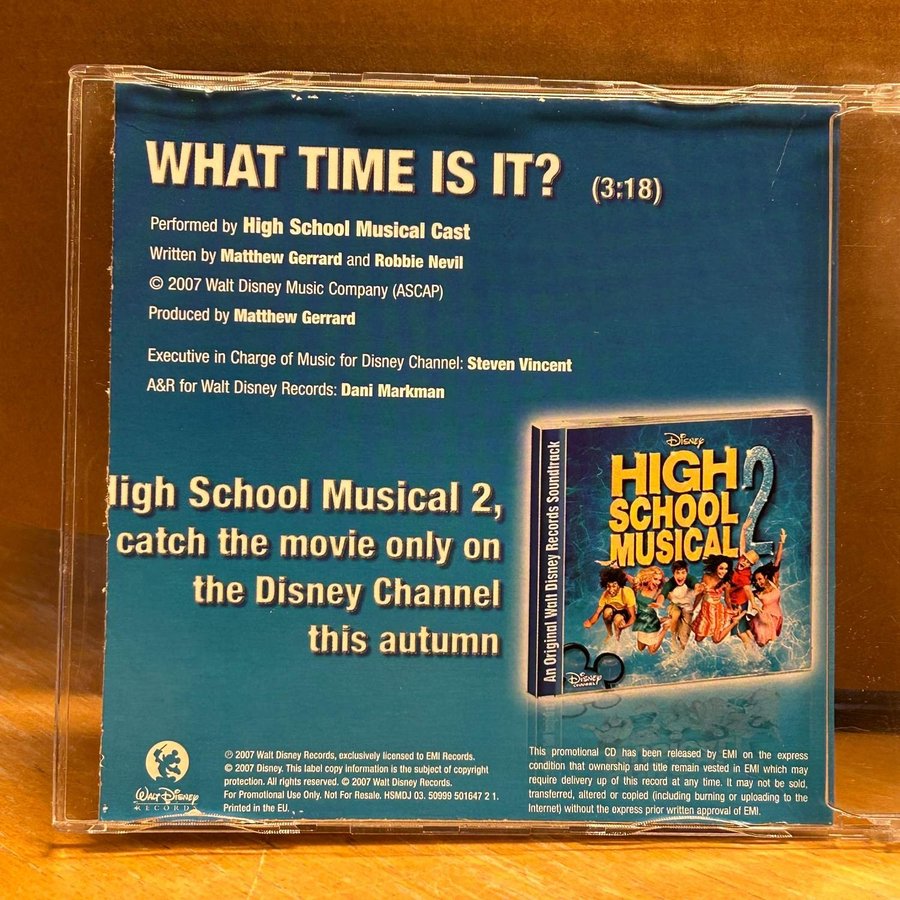 WHAT TIME IS IT? (3:18)
Performed by High School Musical Cast
Written by Matthew Gerrard and Robbie Nevil
© 2007 Walt Disney Music Company (ASCAP)
Produced by Matthew Gerrard
Executive in Charge of Music for Disney Channel: Steven Vincent
A&R for Walt Disney Records: Dani Markman
High School Musical 2,
catch the movie only on
the Disney Channel
this autumn
An Original Walt Disney Records Soundtrack
Disney
HIGH
SCHOOL
MUSICAL 2
Disney
CHANNEL
WALT DISNEY
RECORDS
℗ 2007 Walt Disney Records, exclusively licensed to EMI Records.
© 2007 Disney. This label copy information is the subject of copyright
protection. All rights reserved. © 2007 Walt Disney Records.
For Promotional Use Only. Not For Resale. HSMDJ 03. 50999 501647 2 1.
Printed in the EU.
This promotional CD has been released by EMI on the express
condition that ownership and title remain vested in EMI which may
require delivery up of this record at any time. It may not be sold,
transferred, altered or copied (including burning or uploading to the
Internet) without the express prior written approval of EMI.